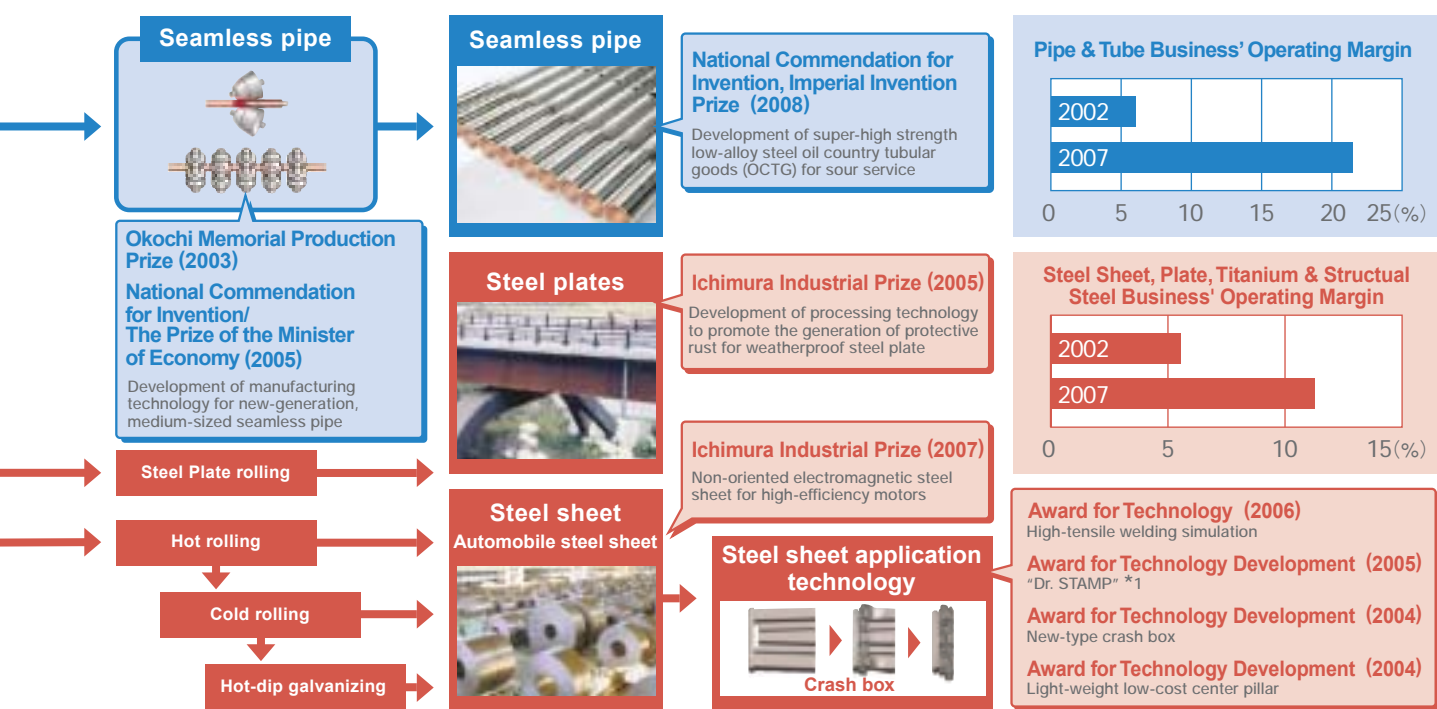 Seamless pipe
Okochi Memorial Production
Prize (2003)
National Commendation
for Invention/
The Prize of the Minister
of Economy (2005)
Development of manufacturing
technology for new-generation,
medium-sized seamless pipe
Steel Plate rolling
Hot rolling
Cold rolling
Hot-dip galvanizing
Seamless pipe
National Commendation for
Invention, Imperial Invention
Prize (2008)
Development of super-high strength
low-alloy steel oil country tubular
goods (OCTG) for sour service
Steel plates
Ichimura Industrial Prize (2005)
Development of processing technology
to promote the generation of protective
rust for weatherproof steel plate
Ichimura Industrial Prize (2007)
Non-oriented electromagnetic steel
sheet for high-efficiency motors
Steel sheet
Automobile steel sheet
Steel sheet application
technology
Crash box
Pipe & Tube Business' Operating Margin
2002
2007
0 5 10 15 20 25(%)
Steel Sheet, Plate, Titanium & Structual
Steel Business' Operating Margin
2002
2007
0 5 10 15(%)
Award for Technology (2006)
High-tensile welding simulation
Award for Technology Development (2005)
"Dr. STAMP" *1
Award for Technology Development (2004)
New-type crash box
Award for Technology Development (2004)
Light-weight low-cost center pillar